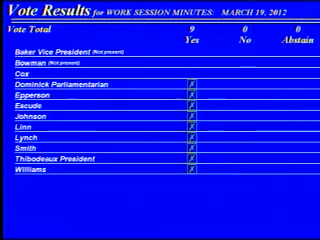 Vote Results for WORK SESSION MINUTES: MARCH 19, 2012
Vote Total 9 0 0
Yes No Abstain
Baker Vice President (Not present)
Bowman (Not present)
Cox
Dominick Parliamentarian ✗
Epperson ✗
Escude ✗
Johnson ✗
Linn ✗
Lynch ✗
Smith ✗
Thibodeaux President ✗
Williams ✗